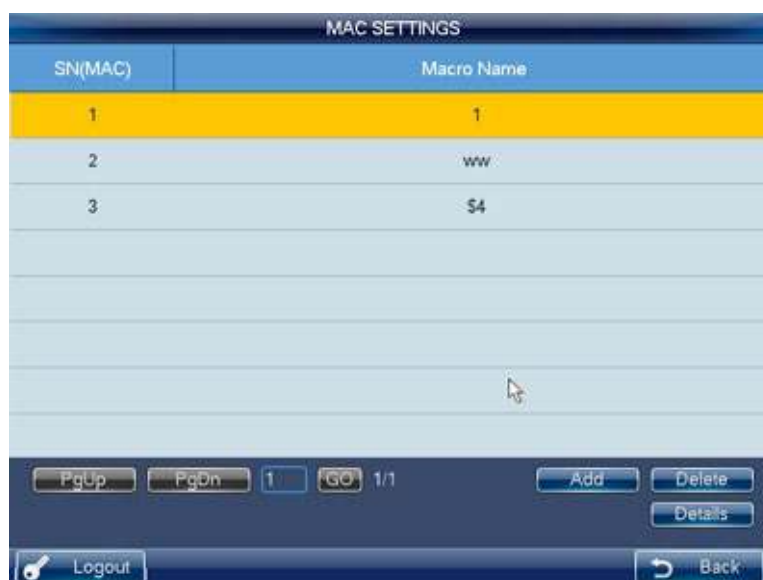 MAC SETTINGS
SN(MAC) Macro Name
1 1
2 ww
3 $4
PgUp PgDn 1 GO 1/1 Add Delete
Details
Logout Back